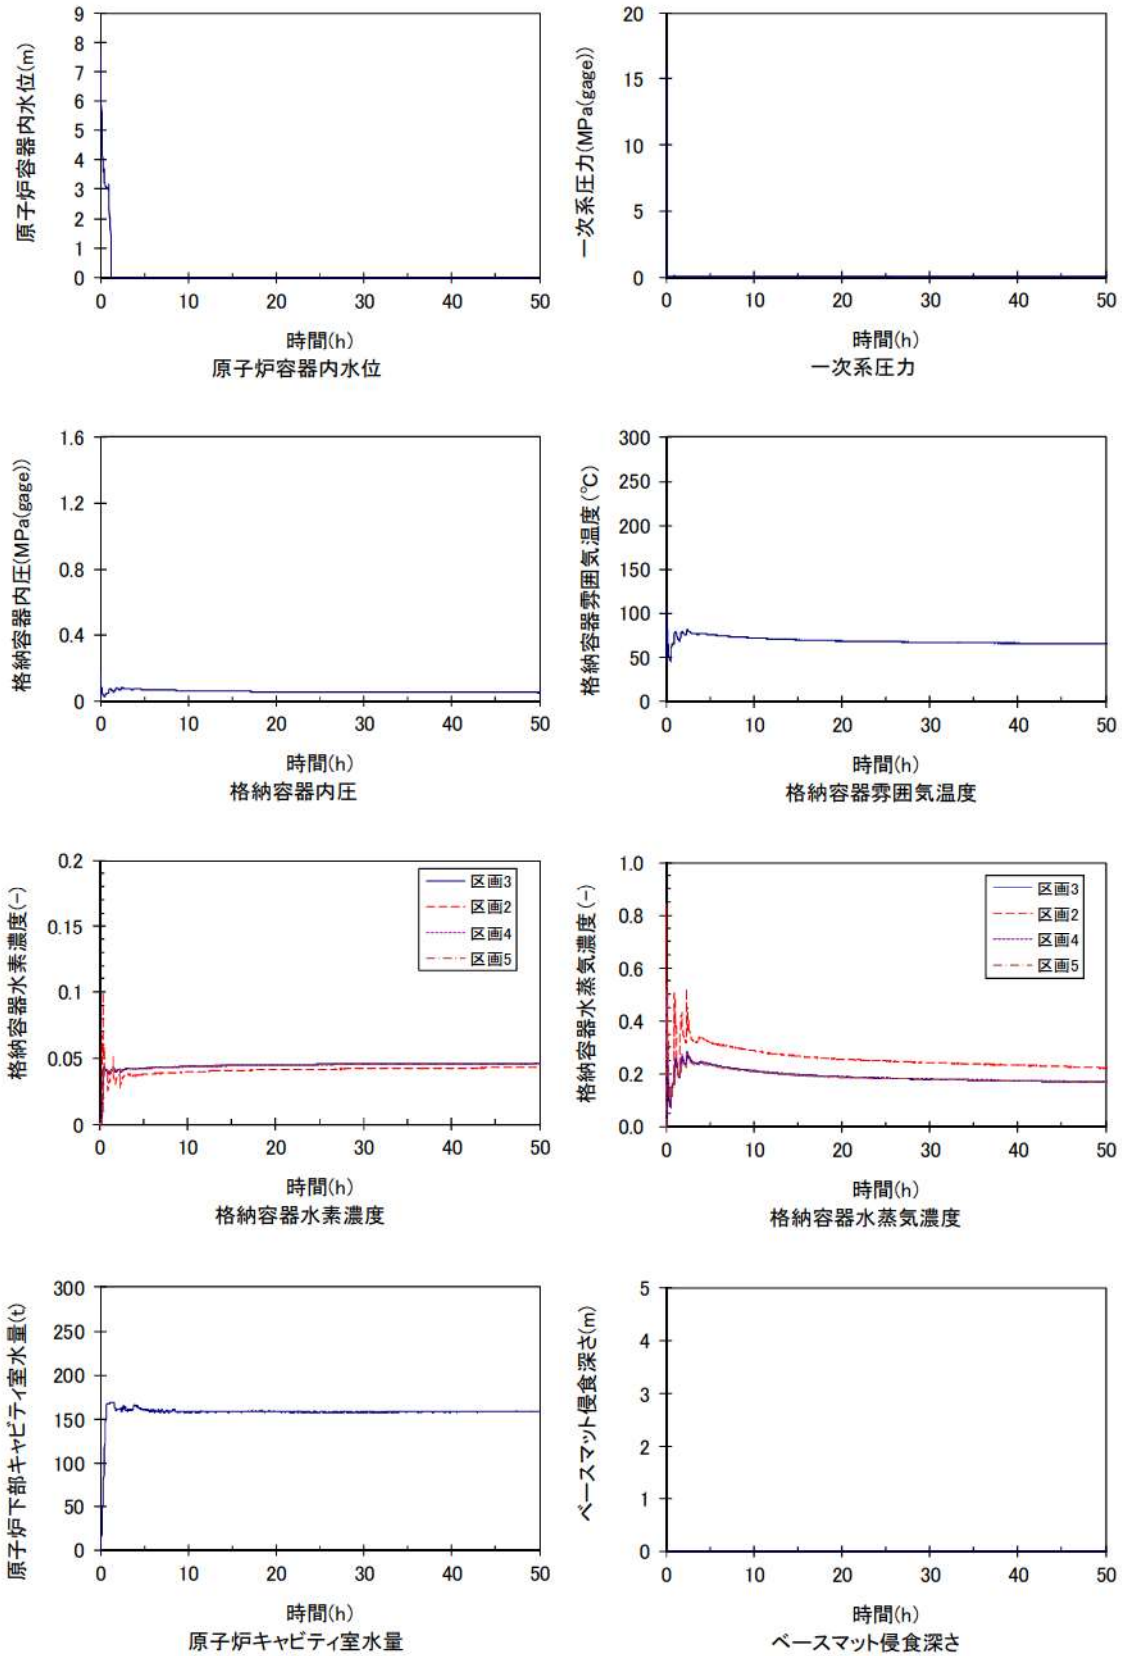 原子炉容器内水位(m)
9
8
7
6
5
4
3
2
1
0
0 10 20 30 40 50
時間(h)
原子炉容器内水位
一次系圧力(MPa(gage))
20
15
10
5
0
0 10 20 30 40 50
時間(h)
一次系圧力
格納容器内圧(MPa(gage))
1.6
1.2
0.8
0.4
0
0 10 20 30 40 50
時間(h)
格納容器内圧
格納容器雰囲気温度(℃)
300
250
200
150
100
50
0
0 10 20 30 40 50
時間(h)
格納容器雰囲気温度
格納容器水素濃度(-)
0.2
0.15
0.1
0.05
0
区画3
区画2
区画4
区画5
0 10 20 30 40 50
時間(h)
格納容器水素濃度
格納容器水蒸気濃度(-)
1.0
0.8
0.6
0.4
0.2
0.0
区画3
区画2
区画4
区画5
0 10 20 30 40 50
時間(h)
格納容器水蒸気濃度
原子炉下部キャビティ室水量(t)
300
250
200
150
100
50
0
0 10 20 30 40 50
時間(h)
原子炉キャビティ室水量
ベースマット侵食深さ(m)
5
4
3
2
1
0
0 10 20 30 40 50
時間(h)
ベースマット侵食深さ